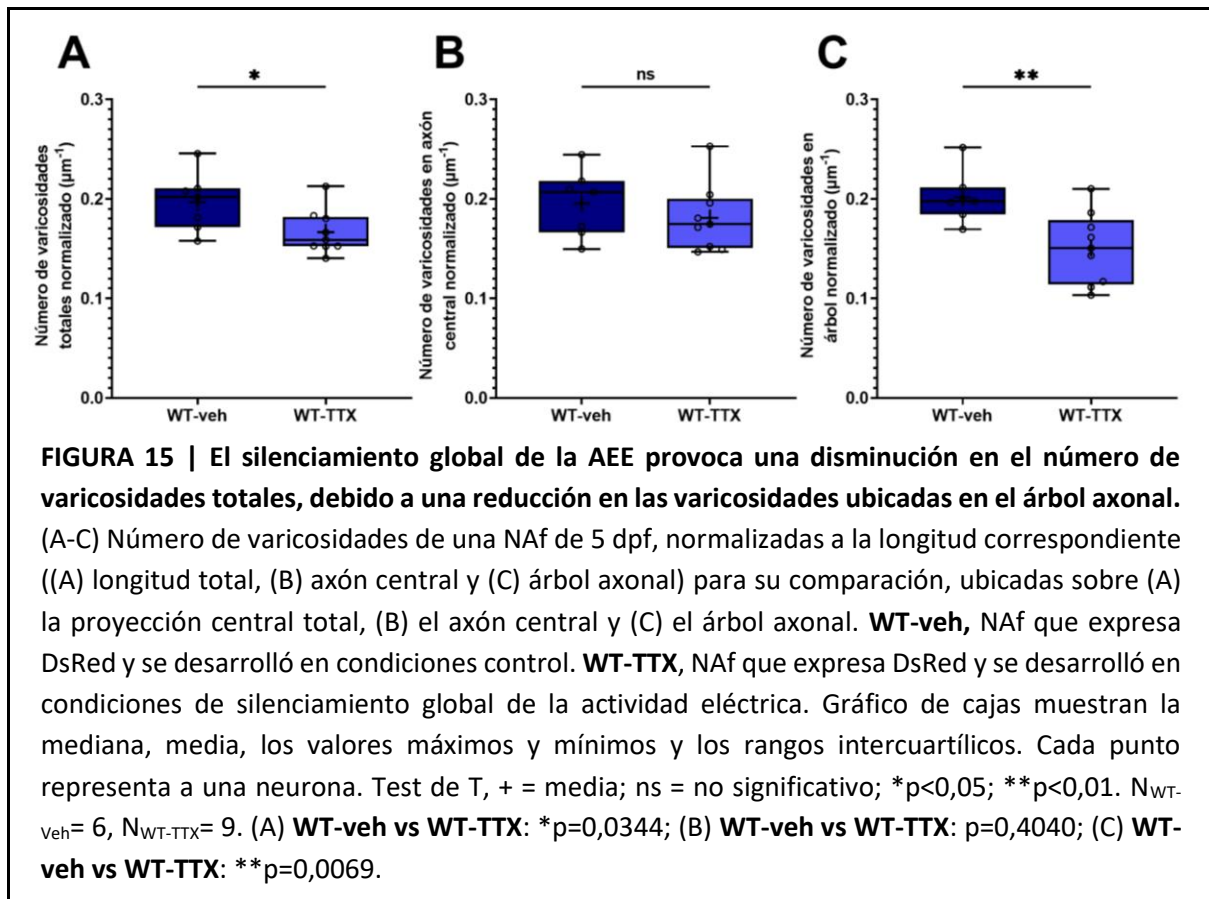 A
B
C
*
ns
**
Número de varicosidades
totales normalizado (µm⁻¹)
0.3
0.2
0.1
0.0
WT-veh
WT-TTX
Número de varicosidades en axón
central normalizado (µm⁻¹)
0.3
0.2
0.1
0.0
WT-veh
WT-TTX
Número de varicosidades en
árbol normalizado (µm⁻¹)
0.3
0.2
0.1
0.0
WT-veh
WT-TTX
FIGURA 15 | El silenciamiento global de la AEE provoca una disminución en el número de
varicosidades totales, debido a una reducción en las varicosidades ubicadas en el árbol axonal.
(A-C) Número de varicosidades de una NAf de 5 dpf, normalizadas a la longitud correspondiente
((A) longitud total, (B) axón central y (C) árbol axonal) para su comparación, ubicadas sobre (A)
la proyección central total, (B) el axón central y (C) el árbol axonal. WT-veh, NAf que expresa
DsRed y se desarrolló en condiciones control. WT-TTX, NAf que expresa DsRed y se desarrolló en
condiciones de silenciamiento global de la actividad eléctrica. Gráfico de cajas muestran la
mediana, media, los valores máximos y mínimos y los rangos intercuartílicos. Cada punto
representa a una neurona. Test de T, + = media; ns = no significativo; *p<0,05; **p<0,01. NWT-
Veh= 6, NWT-TTX= 9. (A) WT-veh vs WT-TTX: *p=0,0344; (B) WT-veh vs WT-TTX: p=0,4040; (C) WT-
veh vs WT-TTX: **p=0,0069.